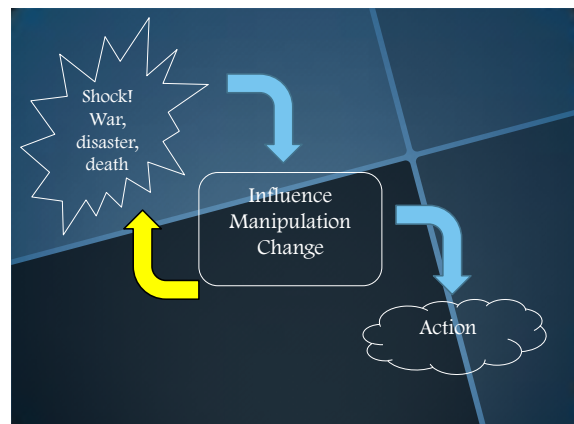 Shock!
War,
disaster,
death
Influence
Manipulation
Change
Action